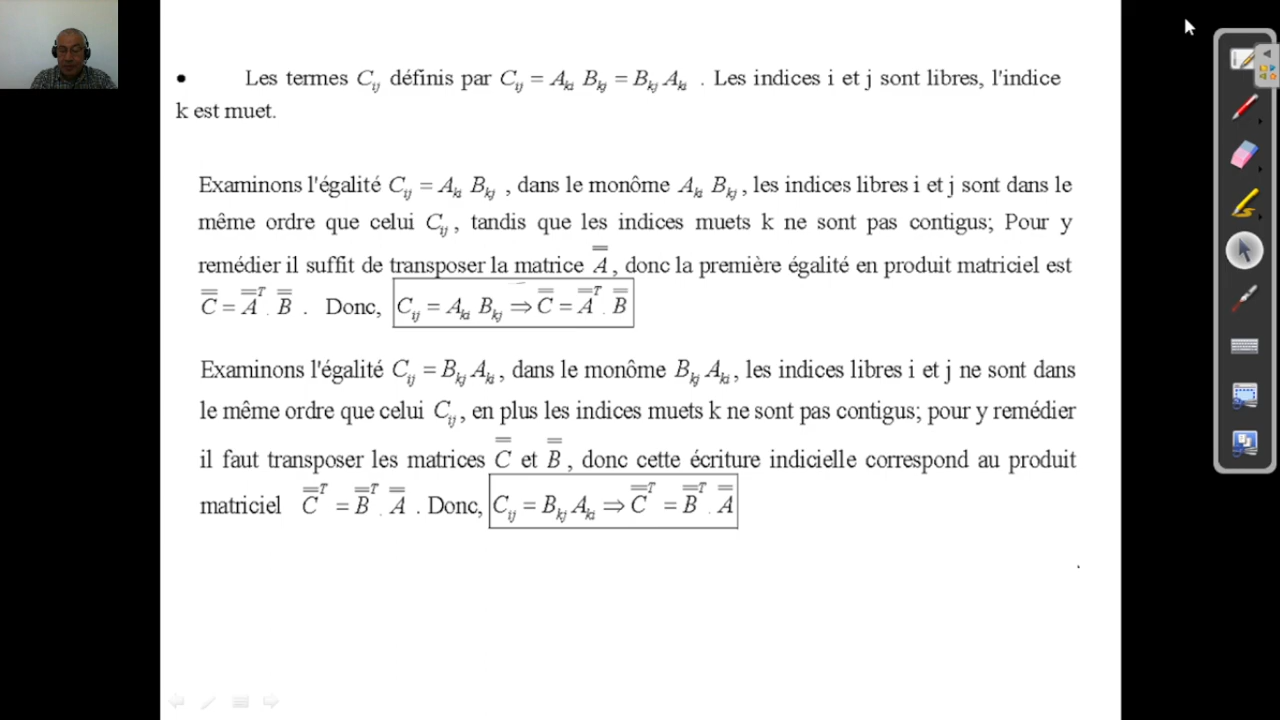 • Les termes C_ij définis par C_ij = A_ki B_kj = B_kj A_ki . Les indices i et j sont libres, l'indice
k est muet.
Examinons l'égalité C_ij = A_ki B_kj , dans le monôme A_ki B_kj , les indices libres i et j sont dans le
même ordre que celui C_ij , tandis que les indices muets k ne sont pas contigus; Pour y
remédier il suffit de transposer la matrice A̿ , donc la première égalité en produit matriciel est
C̿ = A̿^T . B̿ . Donc, C_ij = A_ki B_kj ⇒ C̿ = A̿^T . B̿
Examinons l'égalité C_ij = B_kj A_ki , dans le monôme B_kj A_ki , les indices libres i et j ne sont dans
le même ordre que celui C_ij , en plus les indices muets k ne sont pas contigus; pour y remédier
il faut transposer les matrices C̿ et B̿ , donc cette écriture indicielle correspond au produit
matriciel C̿^T = B̿^T . A̿ . Donc, C_ij = B_kj A_ki ⇒ C̿^T = B̿^T . A̿